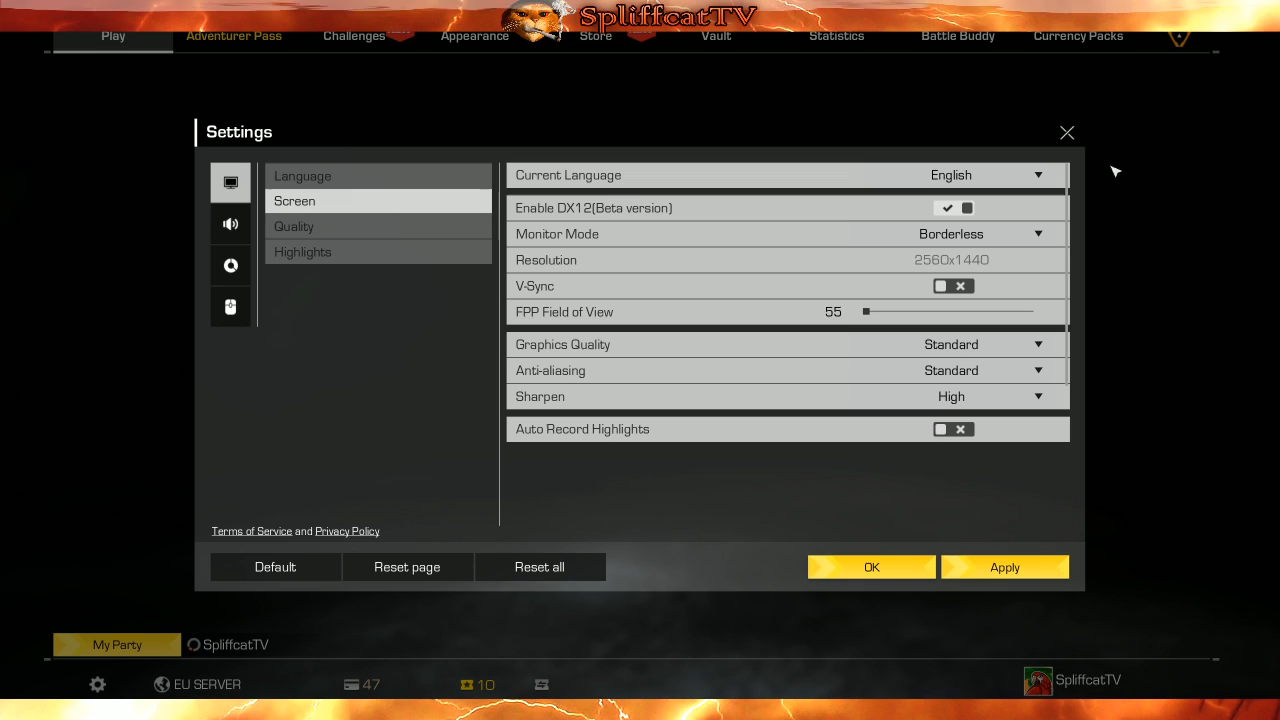 SpliffcatTV
Play
Adventurer Pass
Challenges
Appearance
Store
Vault
Statistics
Battle Buddy
Currency Packs
Settings
Language
Screen
Quality
Highlights
Current Language English
Enable DX12(Beta version)
Monitor Mode Borderless
Resolution 2560x1440
V-Sync
FPP Field of View 55
Graphics Quality Standard
Anti-aliasing Standard
Sharpen High
Auto Record Highlights
Terms of Service and Privacy Policy
Default
Reset page
Reset all
OK
Apply
My Party
SpliffcatTV
EU SERVER
47
10
SpliffcatTV